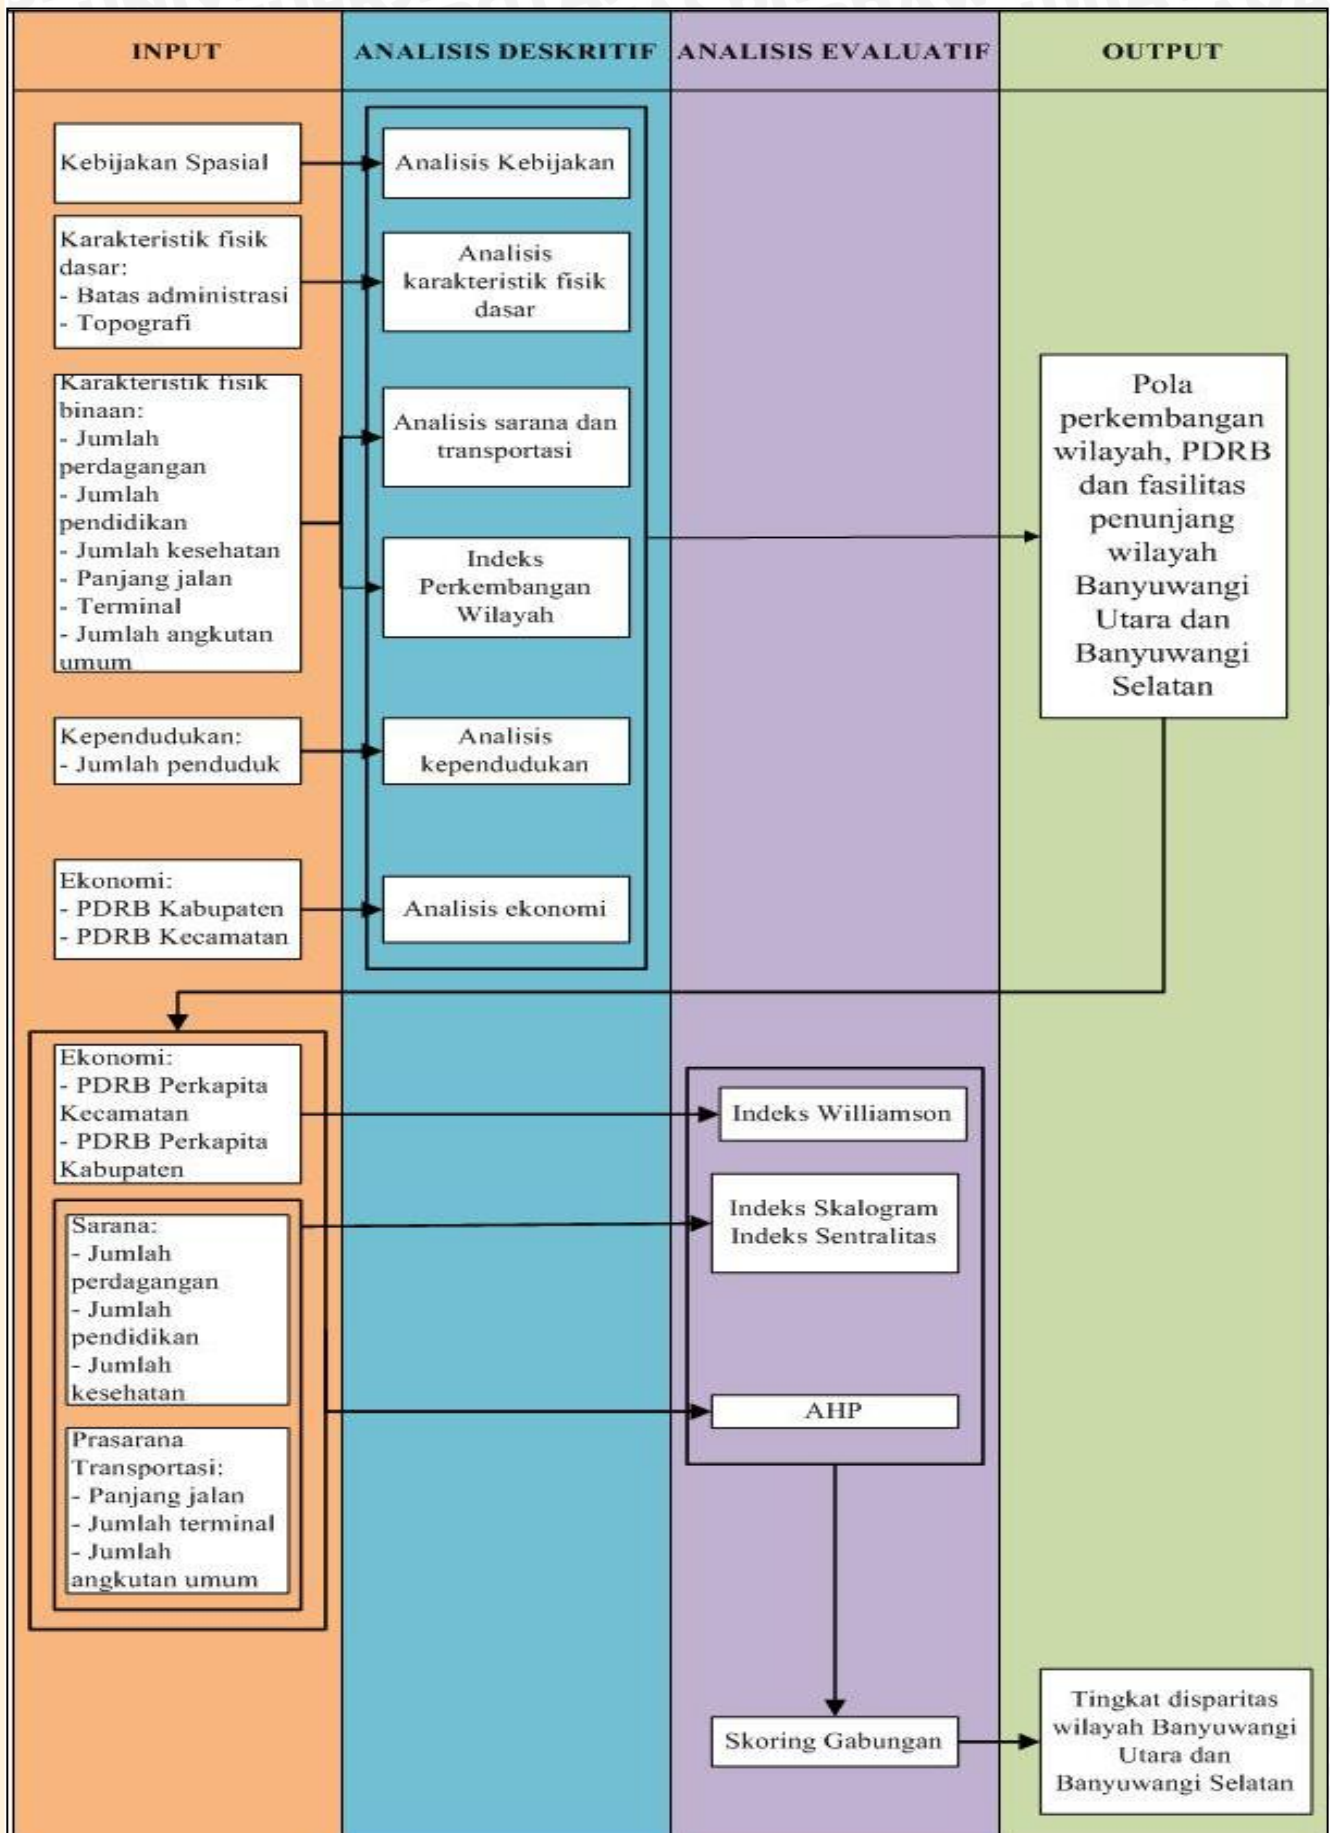 INPUT
ANALISIS DESKRITIF
ANALISIS EVALUATIF
OUTPUT
Kebijakan Spasial
Analisis Kebijakan
Karakteristik fisik
dasar:
- Batas administrasi
- Topografi
Analisis
karakteristik fisik
dasar
Karakteristik fisik
binaan:
- Jumlah
perdagangan
- Jumlah
pendidikan
- Jumlah kesehatan
- Panjang jalan
- Terminal
- Jumlah angkutan
umum
Analisis sarana dan
transportasi
Indeks
Perkembangan
Wilayah
Pola
perkembangan
wilayah, PDRB
dan fasilitas
penunjang
wilayah
Banyuwangi
Utara dan
Banyuwangi
Selatan
Kependudukan:
- Jumlah penduduk
Analisis
kependudukan
Ekonomi:
- PDRB Kabupaten
- PDRB Kecamatan
Analisis ekonomi
Ekonomi:
- PDRB Perkapita
Kecamatan
- PDRB Perkapita
Kabupaten
Indeks Williamson
Sarana:
- Jumlah
perdagangan
- Jumlah
pendidikan
- Jumlah
kesehatan
Indeks Skalogram
Indeks Sentralitas
Prasarana
Transportasi:
- Panjang jalan
- Jumlah terminal
- Jumlah
angkutan umum
AHP
Skoring Gabungan
Tingkat disparitas
wilayah Banyuwangi
Utara dan
Banyuwangi Selatan